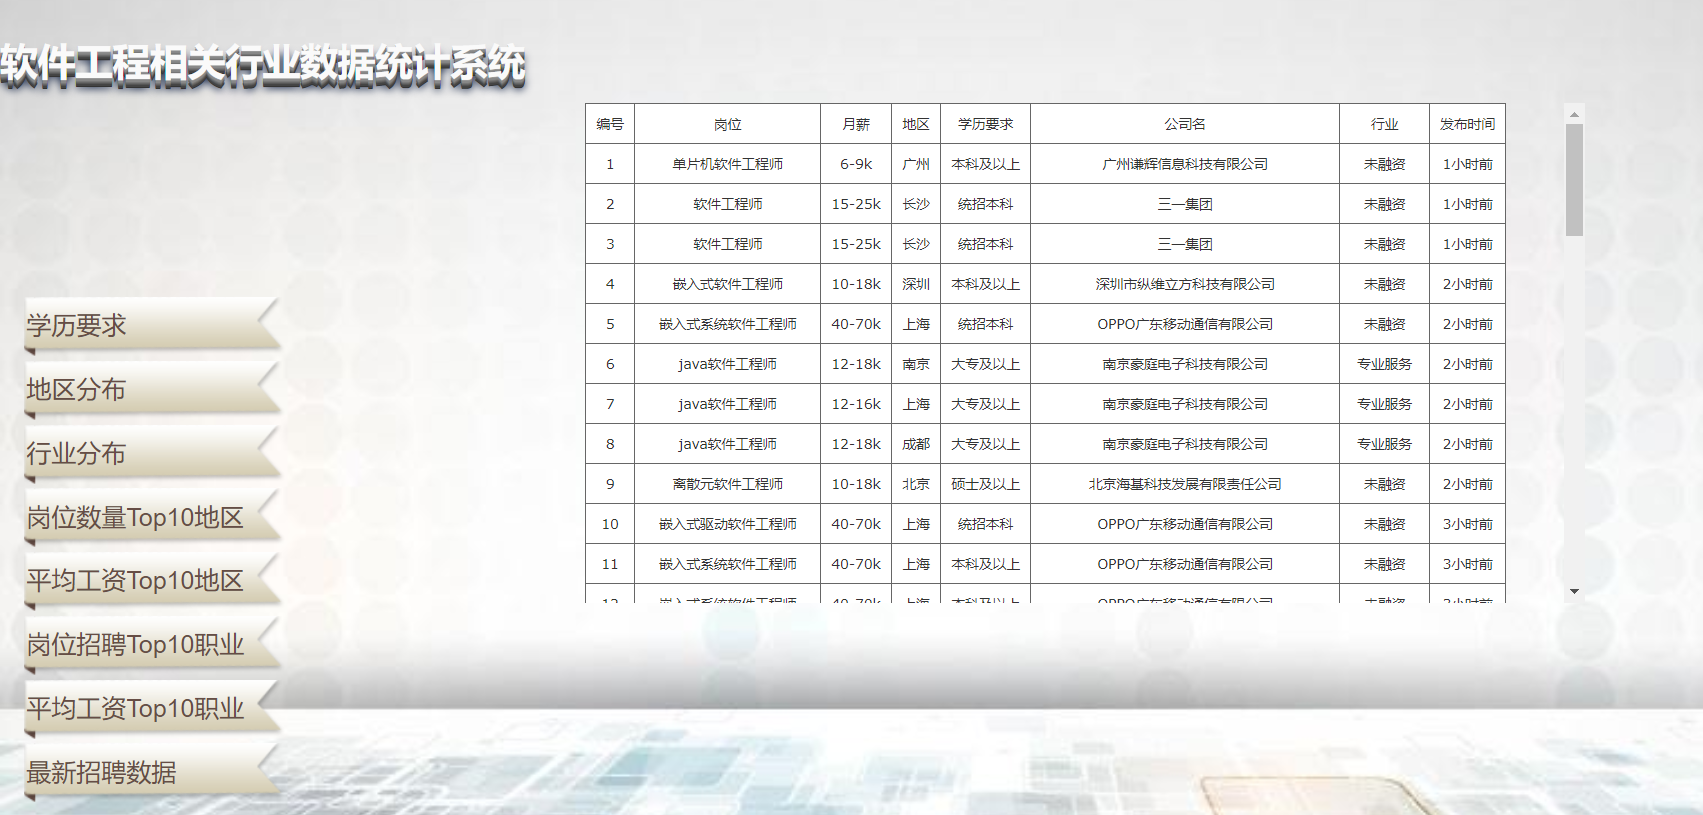 软件工程相关行业数据统计系统
编号 岗位 月薪 地区 学历要求 公司名 行业 发布时间
1 单片机软件工程师 6-9k 广州 本科及以上 广州谦辉信息科技有限公司 未融资 1小时前
2 软件工程师 15-25k 长沙 统招本科 三一集团 未融资 1小时前
3 软件工程师 15-25k 长沙 统招本科 三一集团 未融资 1小时前
4 嵌入式软件工程师 10-18k 深圳 本科及以上 深圳市纵维立方科技有限公司 未融资 2小时前
5 嵌入式系统软件工程师 40-70k 上海 统招本科 OPPO广东移动通信有限公司 未融资 2小时前
6 java软件工程师 12-18k 南京 大专及以上 南京豪庭电子科技有限公司 专业服务 2小时前
7 java软件工程师 12-16k 上海 大专及以上 南京豪庭电子科技有限公司 专业服务 2小时前
8 java软件工程师 12-18k 成都 大专及以上 南京豪庭电子科技有限公司 专业服务 2小时前
9 离散元软件工程师 10-18k 北京 硕士及以上 北京海基科技发展有限责任公司 未融资 2小时前
10 嵌入式驱动软件工程师 40-70k 上海 统招本科 OPPO广东移动通信有限公司 未融资 3小时前
11 嵌入式系统软件工程师 40-70k 上海 本科及以上 OPPO广东移动通信有限公司 未融资 3小时前
学历要求
地区分布
行业分布
岗位数量Top10地区
平均工资Top10地区
岗位招聘Top10职业
平均工资Top10职业
最新招聘数据